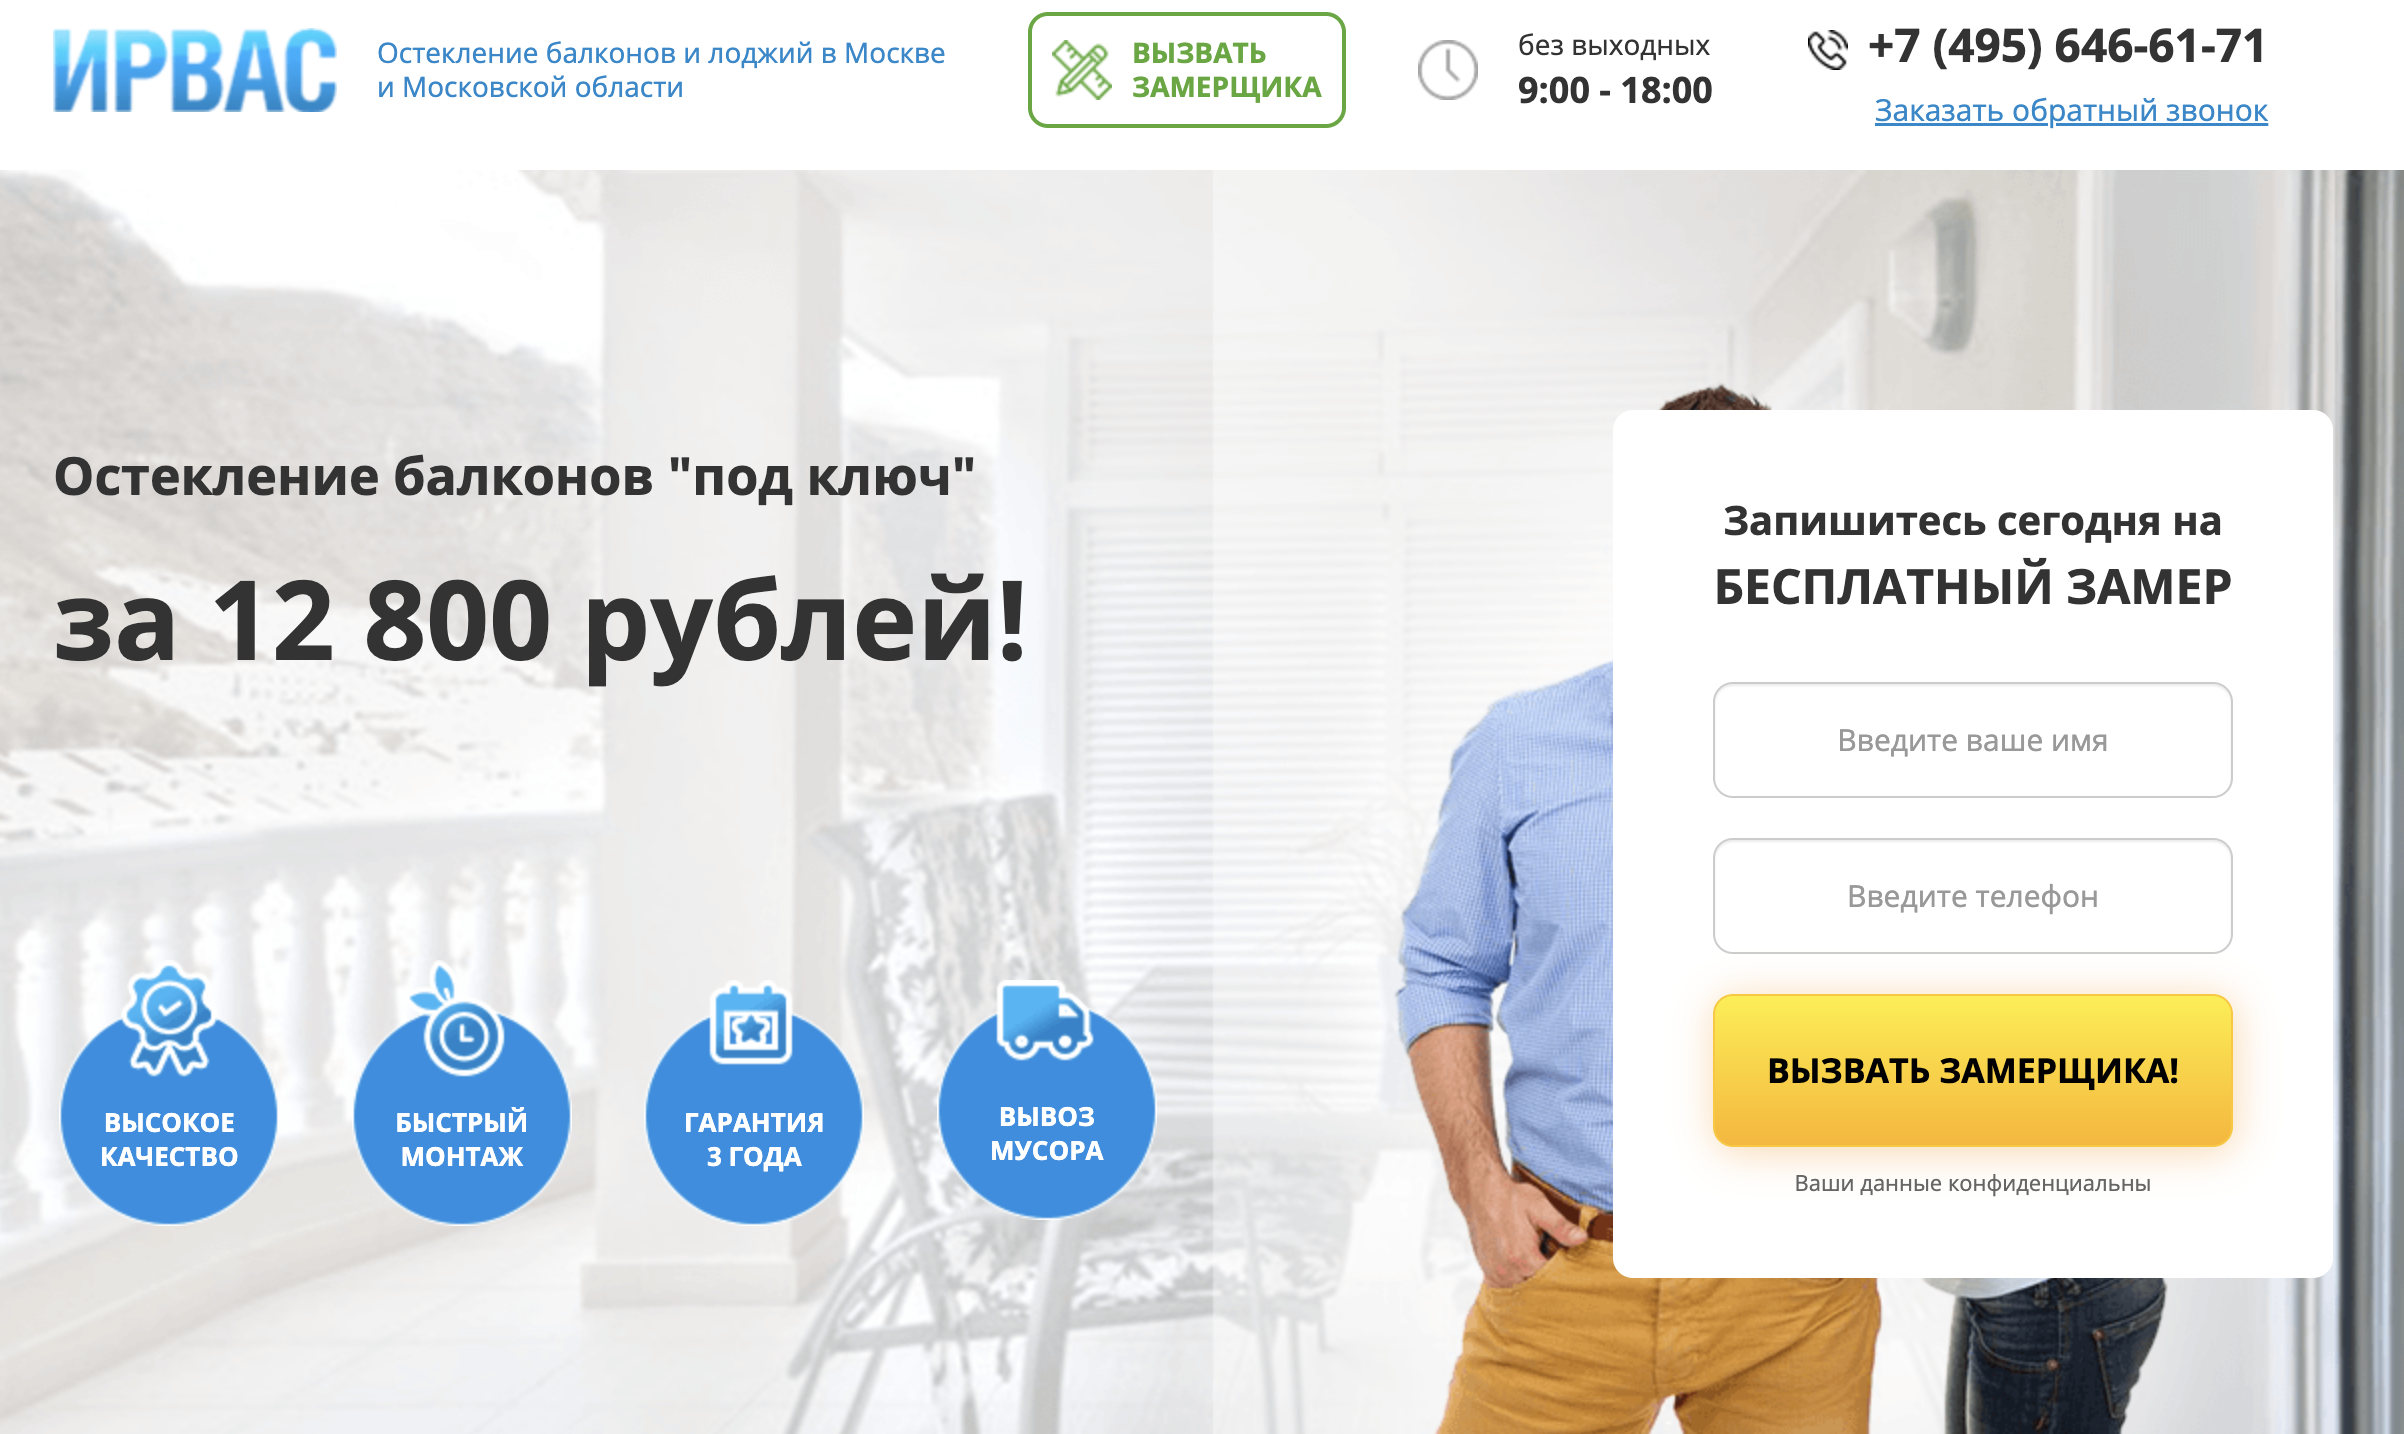 ИРВАС
Остекление балконов и лоджий в Москве
и Московской области
ВЫЗВАТЬ
ЗАМЕРЩИКА
без выходных
9:00 - 18:00
+7 (495) 646-61-71
Заказать обратный звонок
Остекление балконов "под ключ"
за 12 800 рублей!
ВЫСОКОЕ
КАЧЕСТВО
БЫСТРЫЙ
МОНТАЖ
ГАРАНТИЯ
3 ГОДА
ВЫВОЗ
МУСОРА
Запишитесь сегодня на
БЕСПЛАТНЫЙ ЗАМЕР
Введите ваше имя
Введите телефон
ВЫЗВАТЬ ЗАМЕРЩИКА!
Ваши данные конфиденциальны